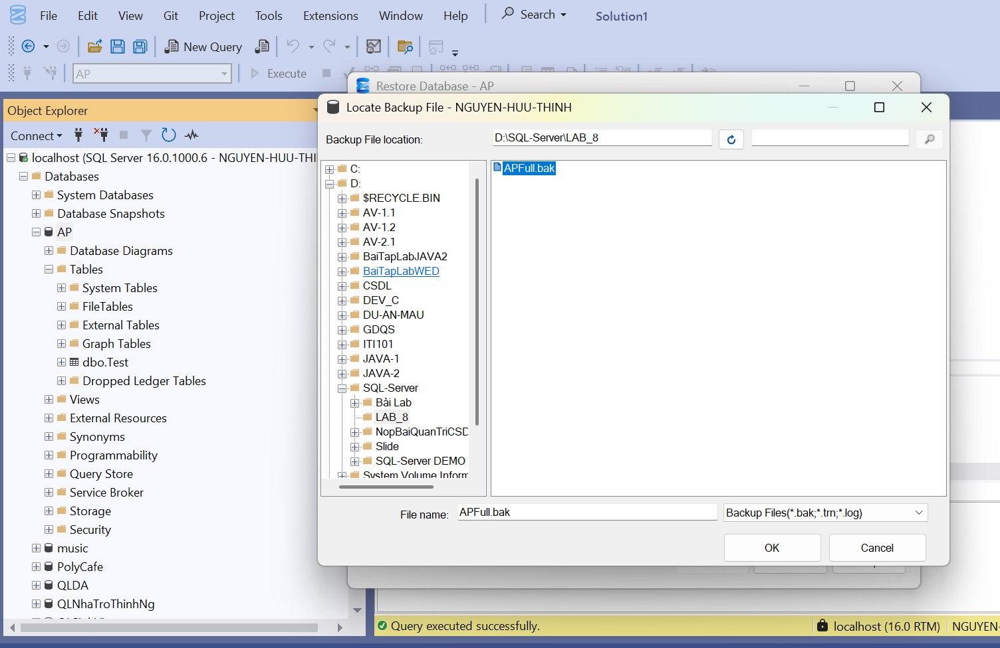 File Edit View Git Project Tools Extensions Window Help Search Solution1
New Query
AP Execute
Restore Database - AP
Locate Backup File - NGUYEN-HUU-THINH
Object Explorer
Connect
localhost (SQL Server 16.0.1000.6 - NGUYEN-HUU-THI
Databases
System Databases
Database Snapshots
AP
Database Diagrams
Tables
System Tables
FileTables
External Tables
Graph Tables
dbo.Test
Dropped Ledger Tables
Views
External Resources
Synonyms
Programmability
Query Store
Service Broker
Storage
Security
music
PolyCafe
QLDA
QLNhaTroThinhNg
Backup File location: D:\SQL-Server\LAB_8
C:
D:
$RECYCLE.BIN
AV-1.1
AV-1.2
AV-2.1
BaiTapLabJAVA2
BaiTapLabWED
CSDL
DEV_C
DU-AN-MAU
GDQS
ITI101
JAVA-1
JAVA-2
SQL-Server
Bài Lab
LAB_8
NopBaiQuanTriCSD
Slide
SQL-Server DEMO
System Volume Inform
APFull.bak
File name: APFull.bak Backup Files(*.bak;*.trn;*.log)
OK Cancel
Query executed successfully. localhost (16.0 RTM) NGUYEN-